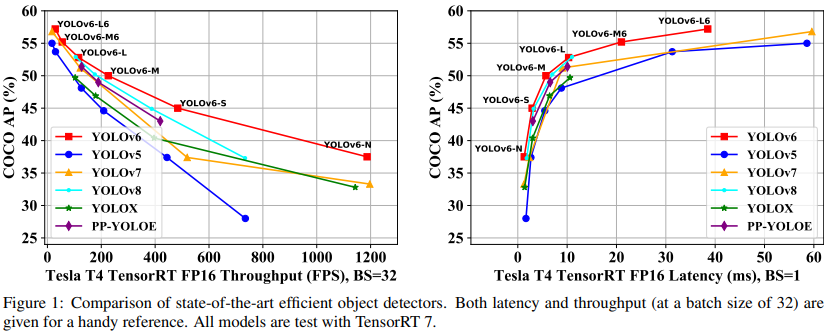 60
55
50
45
40
35
30
25
COCO AP (%)
YOLOv6-L6
YOLOv6-M6
YOLOv6-L
YOLOv6-M
YOLOv6-S
YOLOv6-N
YOLOv6
YOLOv5
YOLOv7
YOLOv8
YOLOX
PP-YOLOE
0 200 400 600 800 1000 1200
Tesla T4 TensorRT FP16 Throughput (FPS), BS=32
60
55
50
45
40
35
30
25
COCO AP (%)
YOLOv6-L6
YOLOv6-M6
YOLOv6-L
YOLOv6-M
YOLOv6-S
YOLOv6-N
YOLOv6
YOLOv5
YOLOv7
YOLOv8
YOLOX
PP-YOLOE
0 10 20 30 40 50 60
Tesla T4 TensorRT FP16 Latency (ms), BS=1
Figure 1: Comparison of state-of-the-art efficient object detectors. Both latency and throughput (at a batch size of 32) are
given for a handy reference. All models are test with TensorRT 7.